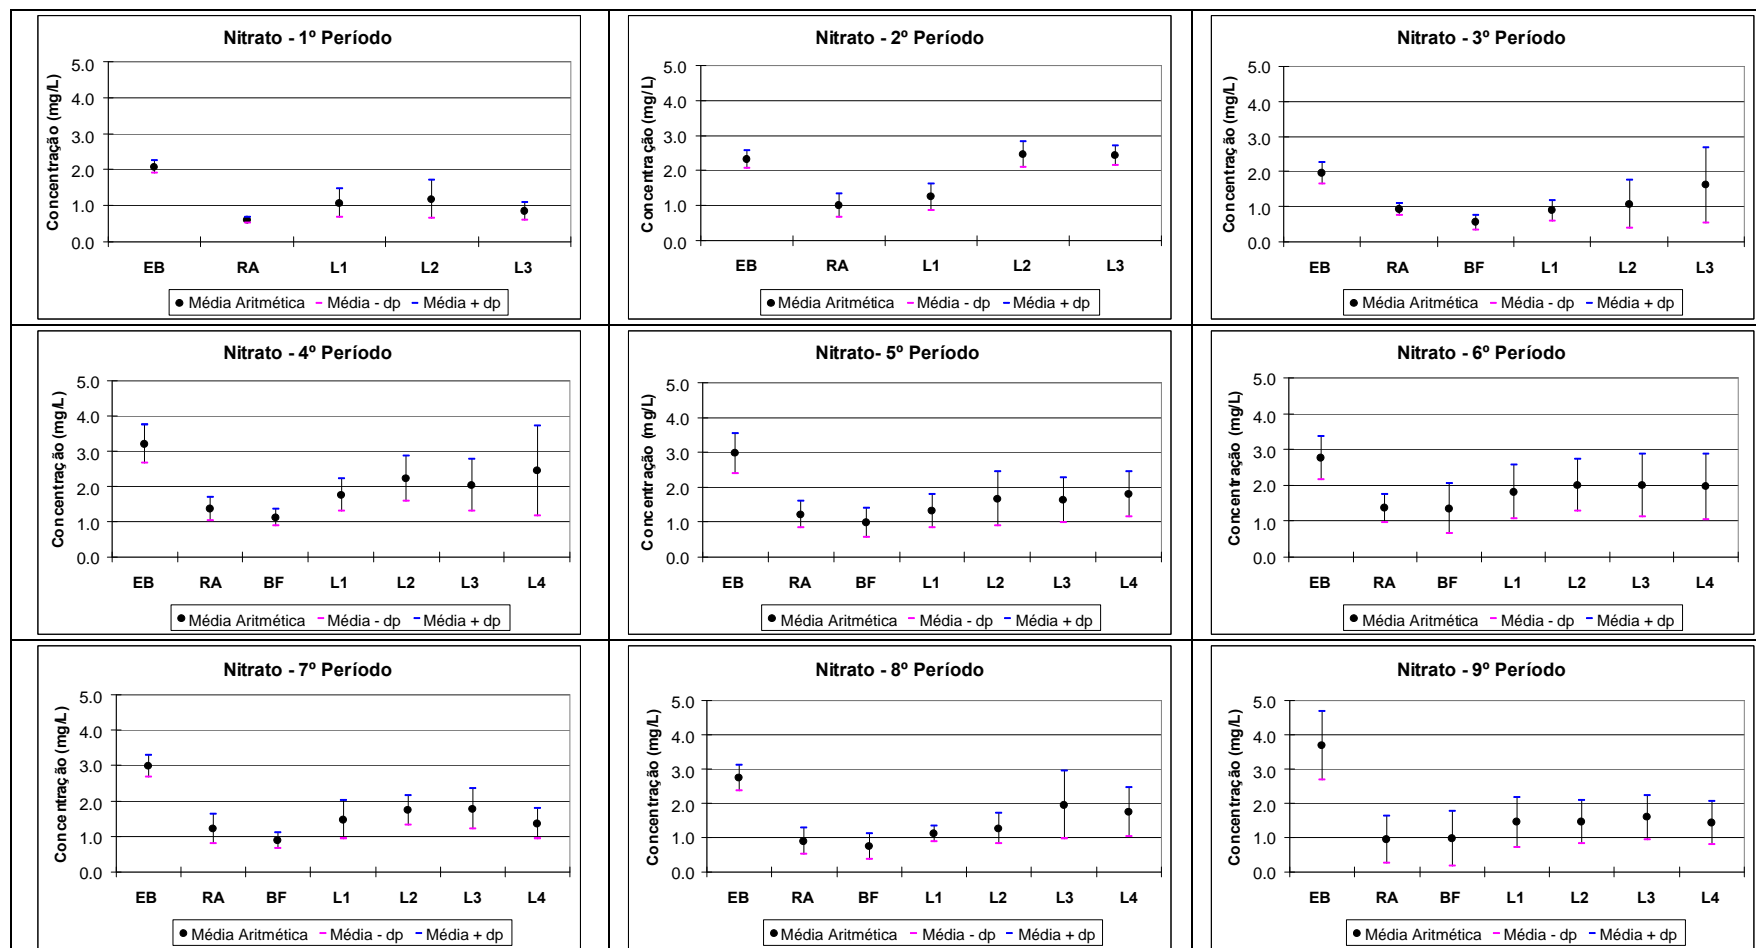 Nitrato - 1º Período
Concentração (mg/L)
5.0
4.0
3.0
2.0
1.0
0.0
EB RA L1 L2 L3
Média Aritmética Média - dp Média + dp
Nitrato - 2º Período
Concentração (mg/L)
5.0
4.0
3.0
2.0
1.0
0.0
EB RA L1 L2 L3
Média Aritmética Média - dp Média + dp
Nitrato - 3º Período
Concentração (mg/L)
5.0
4.0
3.0
2.0
1.0
0.0
EB RA BF L1 L2 L3
Média Aritmética Média - dp Média + dp
Nitrato - 4º Período
Concentração (mg/L)
5.0
4.0
3.0
2.0
1.0
0.0
EB RA BF L1 L2 L3 L4
Média Aritmética Média - dp Média + dp
Nitrato- 5º Período
Concentração (mg/L)
5.0
4.0
3.0
2.0
1.0
0.0
EB RA BF L1 L2 L3 L4
Média Aritmética Média - dp Média + dp
Nitrato - 6º Período
Concentração (mg/L)
5.0
4.0
3.0
2.0
1.0
0.0
EB RA BF L1 L2 L3 L4
Média Aritmética Média - dp Média + dp
Nitrato - 7º Período
Concentração (mg/L)
5.0
4.0
3.0
2.0
1.0
0.0
EB RA BF L1 L2 L3 L4
Média Aritmética Média - dp Média + dp
Nitrato - 8º Período
Concentração (mg/L)
5.0
4.0
3.0
2.0
1.0
0.0
EB RA BF L1 L2 L3 L4
Média Aritmética Média - dp Média + dp
Nitrato - 9º Período
Concentração (mg/L)
5.0
4.0
3.0
2.0
1.0
0.0
EB RA BF L1 L2 L3 L4
Média Aritmética Média - dp Média + dp